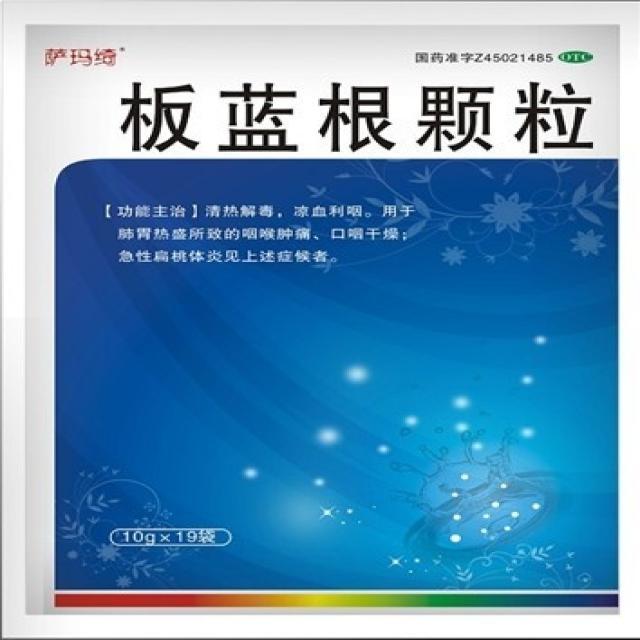 萨玛绮®
国药准字Z45021485 OTC
板蓝根颗粒
【功能主治】清热解毒，凉血利咽。用于
肺胃热盛所致的咽喉肿痛、口咽干燥；
急性扁桃体炎见上述症候者。
10g×19袋